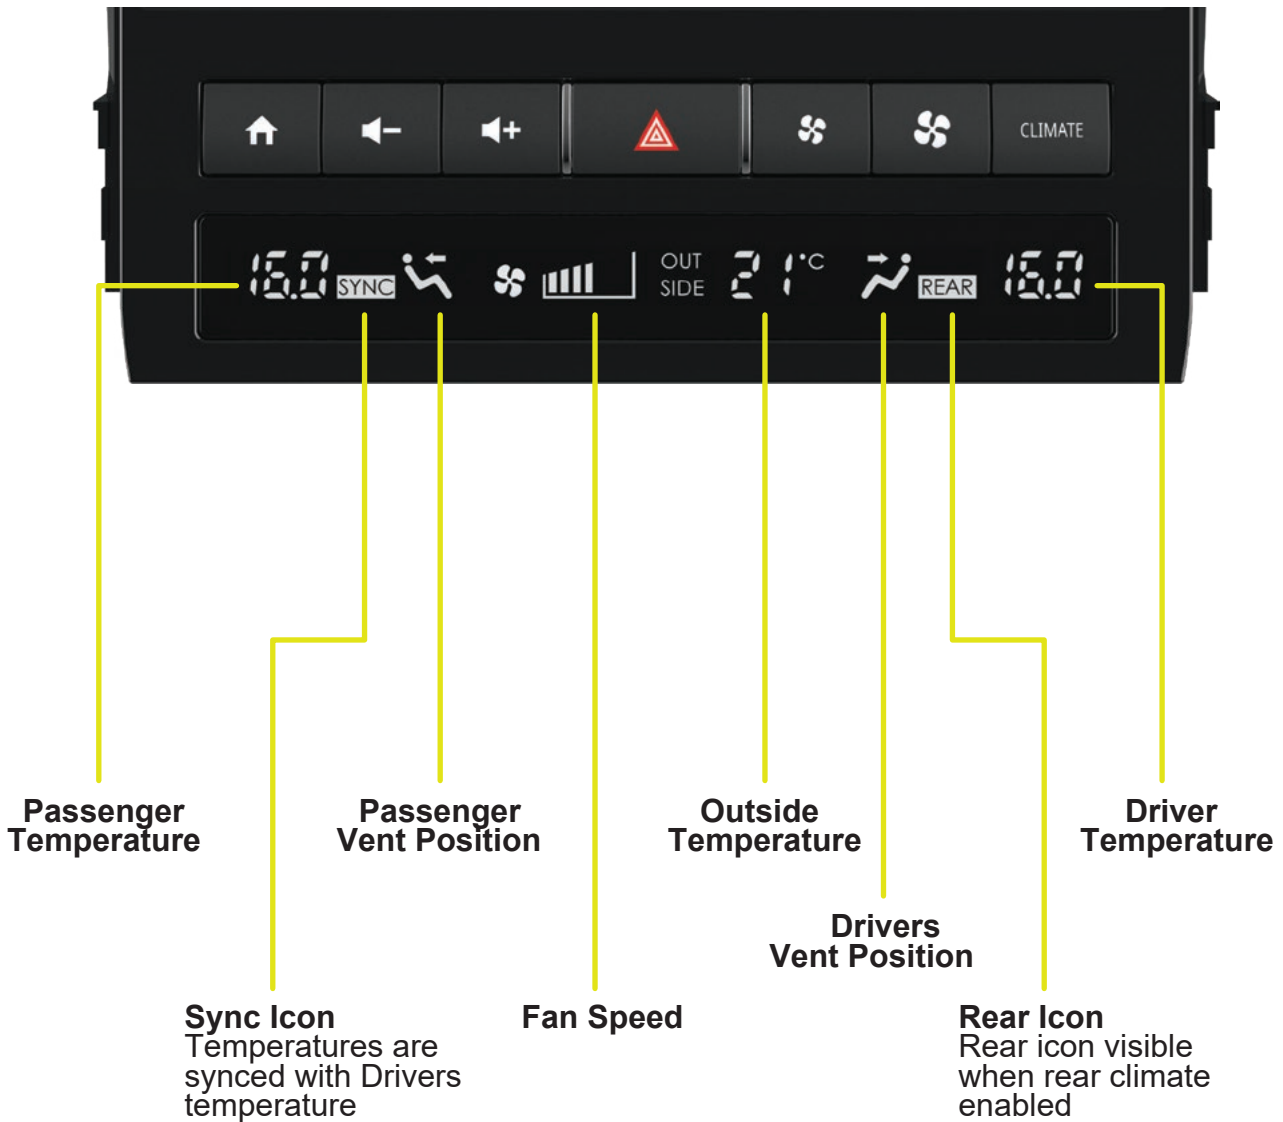 CLIMATE
16.0 SYNC OUT SIDE 21°C REAR 16.0
Passenger
Temperature
Passenger
Vent Position
Outside
Temperature
Driver
Temperature
Drivers
Vent Position
Sync Icon
Temperatures are
synced with Drivers
temperature
Fan Speed
Rear Icon
Rear icon visible
when rear climate
enabled